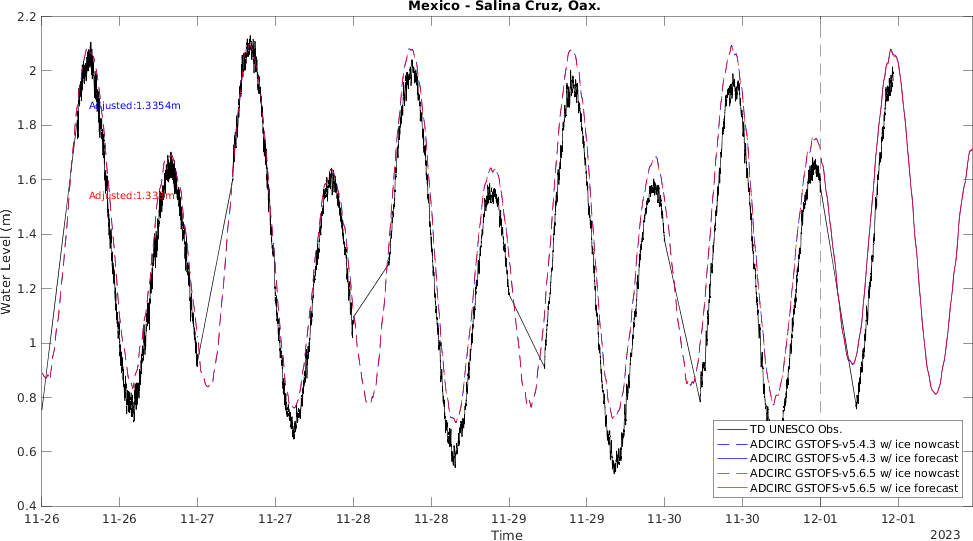 Mexico - Salina Cruz, Oax.
Water Level (m)
2.2
2
1.8
1.6
1.4
1.2
1
0.8
0.6
0.4
Adjusted:1.3354m
TD UNESCO Obs.
ADCIRC GSTOFS-v5.4.3 w/ ice nowcast
ADCIRC GSTOFS-v5.4.3 w/ ice forecast
ADCIRC GSTOFS-v5.6.5 w/ ice nowcast
ADCIRC GSTOFS-v5.6.5 w/ ice forecast
11-26 11-26 11-27 11-27 11-28 11-28 11-29 11-29 11-30 11-30 12-01 12-01
Time
2023